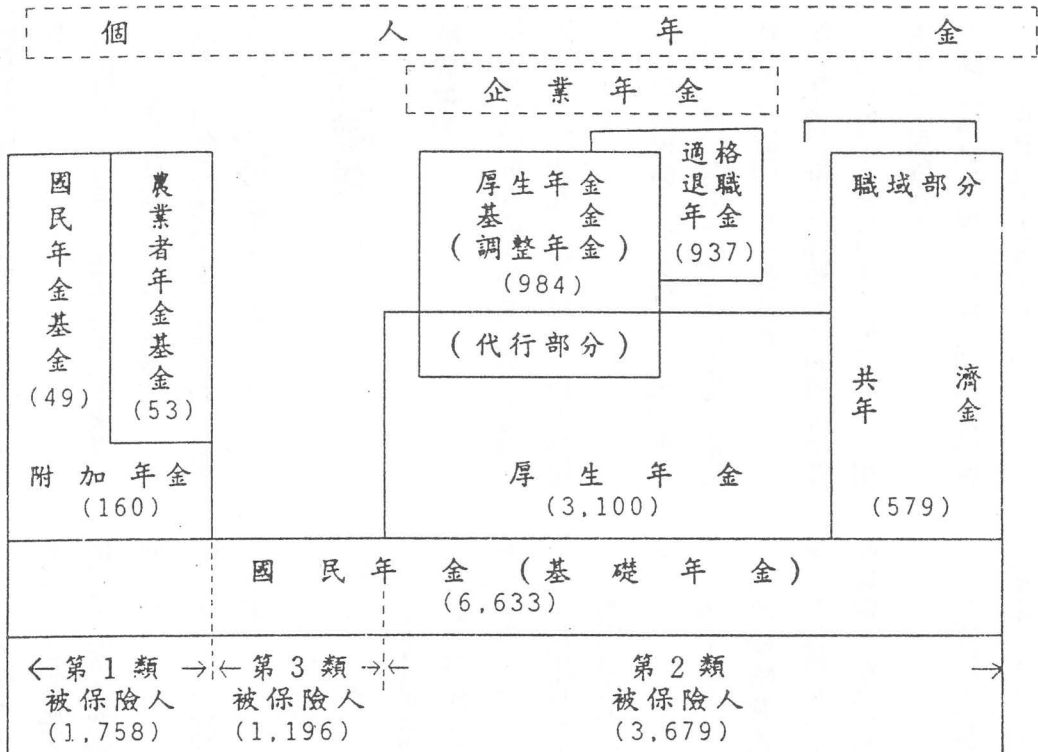 個人年金
企業年金
國民年金基金
(49)
農業者年金基金
(53)
附加年金
(160)
厚生年金
基金
(調整年金)
(984)
適格
退職
年金
(937)
(代行部分)
厚生年金
(3,100)
職域部分
共濟
年金
(579)
國民年金(基礎年金)
(6,633)
←第1類→
被保險人
(1,758)
←第3類→
被保險人
(1,196)
←第2類→
被保險人
(3,679)